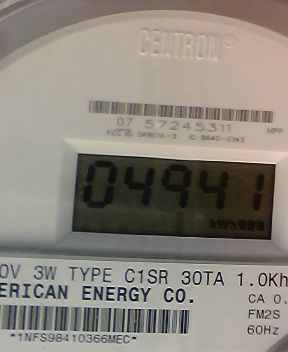 CENTRON®
07 57245311
HPP
04941
kWh
0V 3W TYPE C1SR 30TA 1.0Kh
ERICAN ENERGY CO.
CA 0.
FM2S
60Hz
*1NFS98410366MEC*